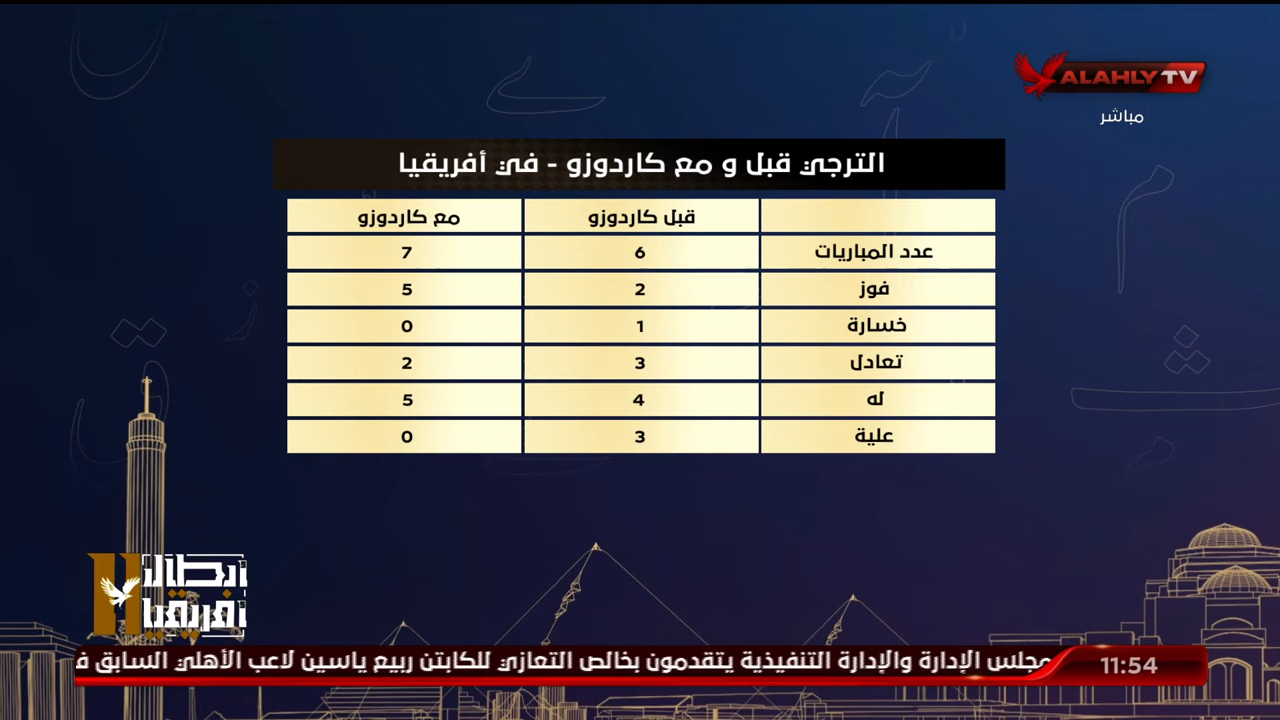 ALAHLY TV
مباشر
الترجي قبل و مع كاردوزو - في أفريقيا
قبل كاردوزو مع كاردوزو
عدد المباريات 6 7
فوز 2 5
خسارة 1 0
تعادل 3 2
له 4 5
علية 3 0
أبطال
أفريقيا 11
مجلس الإدارة والإدارة التنفيذية يتقدمون بخالص التعازي للكابتن ربيع ياسين لاعب الأهلي السابق ف
11:54